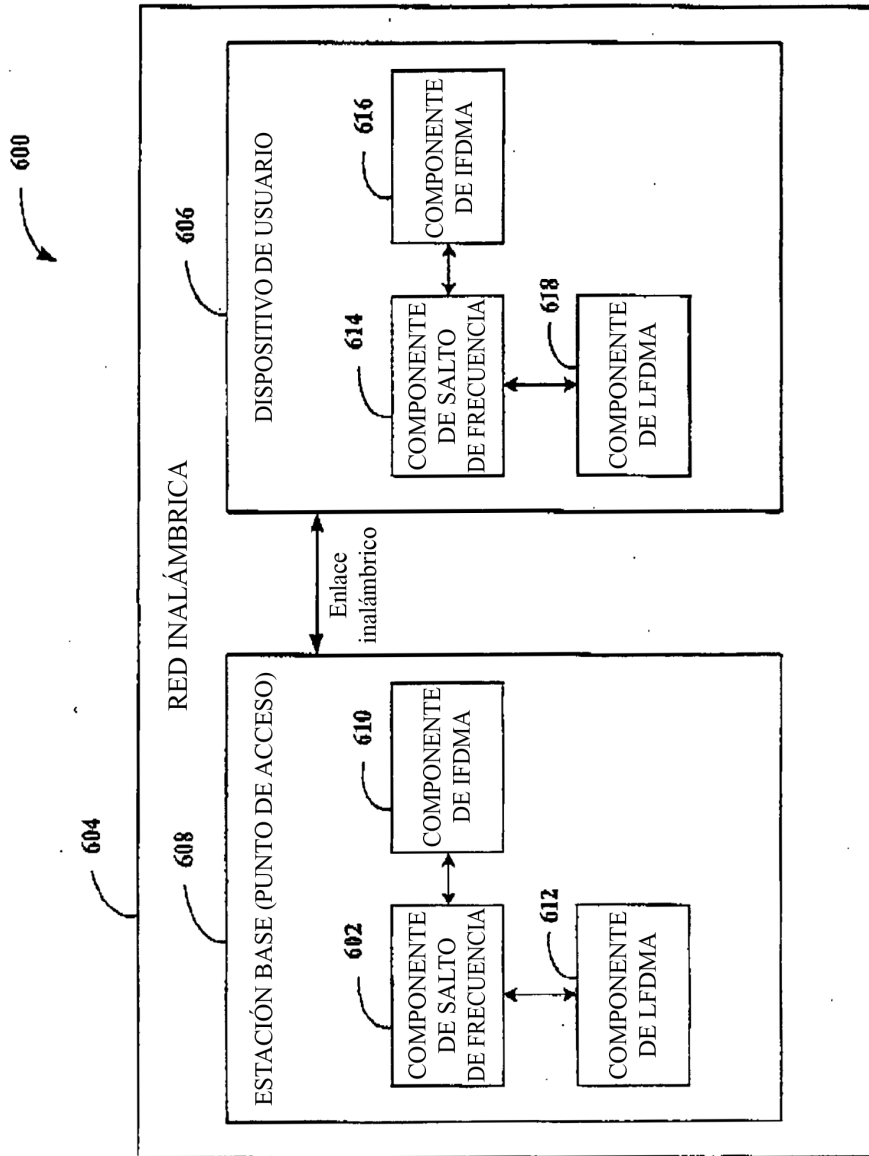 600
604
RED INALÁMBRICA
608
ESTACIÓN BASE (PUNTO DE ACCESO)
602
COMPONENTE
DE SALTO
DE FRECUENCIA
610
COMPONENTE
DE IFDMA
612
COMPONENTE
DE LFDMA
Enlace
inalámbrico
606
DISPOSITIVO DE USUARIO
614
COMPONENTE
DE SALTO
DE FRECUENCIA
616
COMPONENTE
DE IFDMA
618
COMPONENTE
DE LFDMA